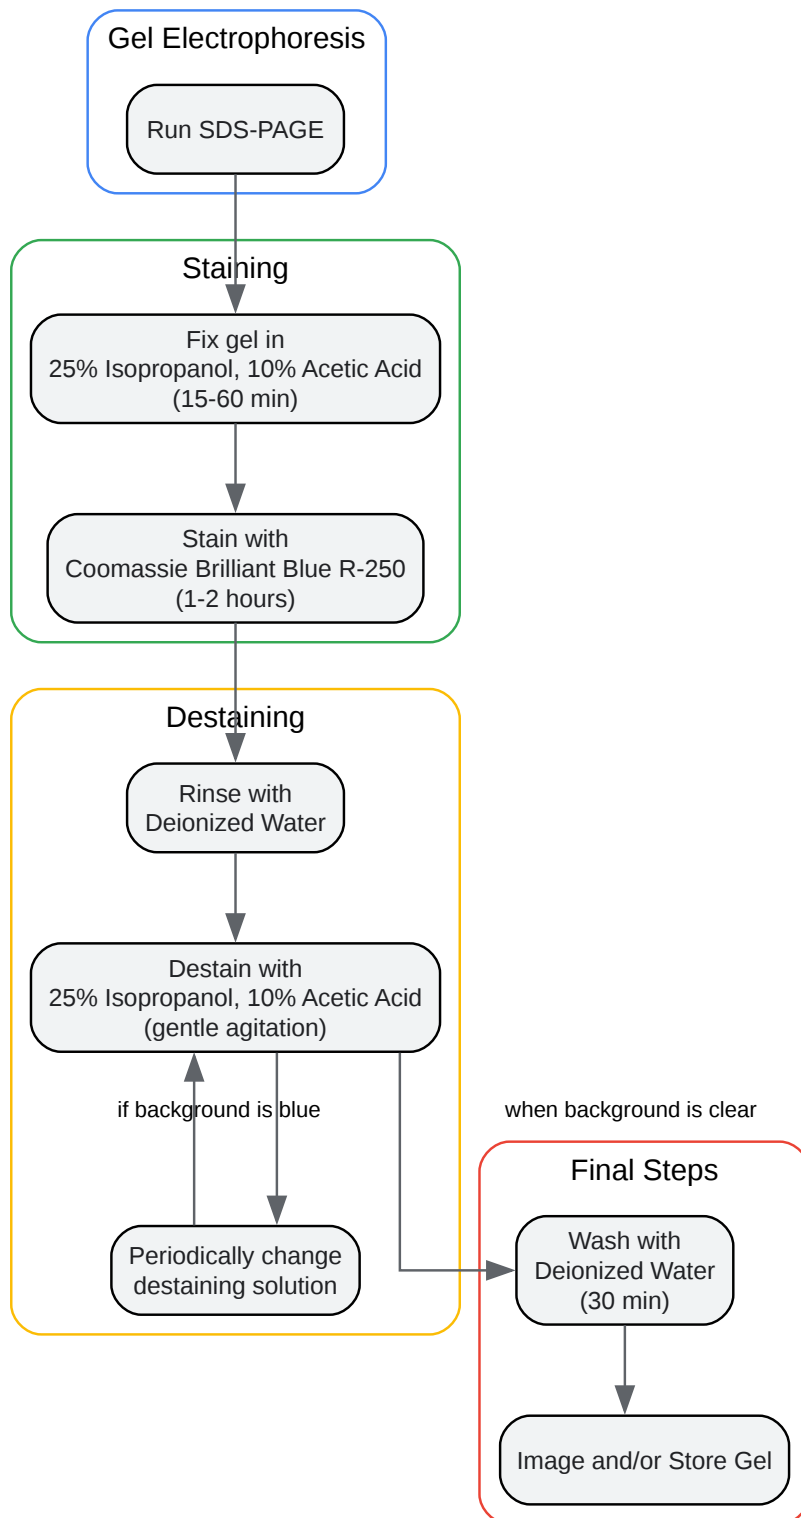 Gel Electrophoresis
Run SDS-PAGE
Staining
Fix gel in
25% Isopropanol, 10% Acetic Acid
(15-60 min)
Stain with
Coomassie Brilliant Blue R-250
(1-2 hours)
Destaining
Rinse with
Deionized Water
Destain with
25% Isopropanol, 10% Acetic Acid
(gentle agitation)
if background is blue
when background is clear
Periodically change
destaining solution
Final Steps
Wash with
Deionized Water
(30 min)
Image and/or Store Gel